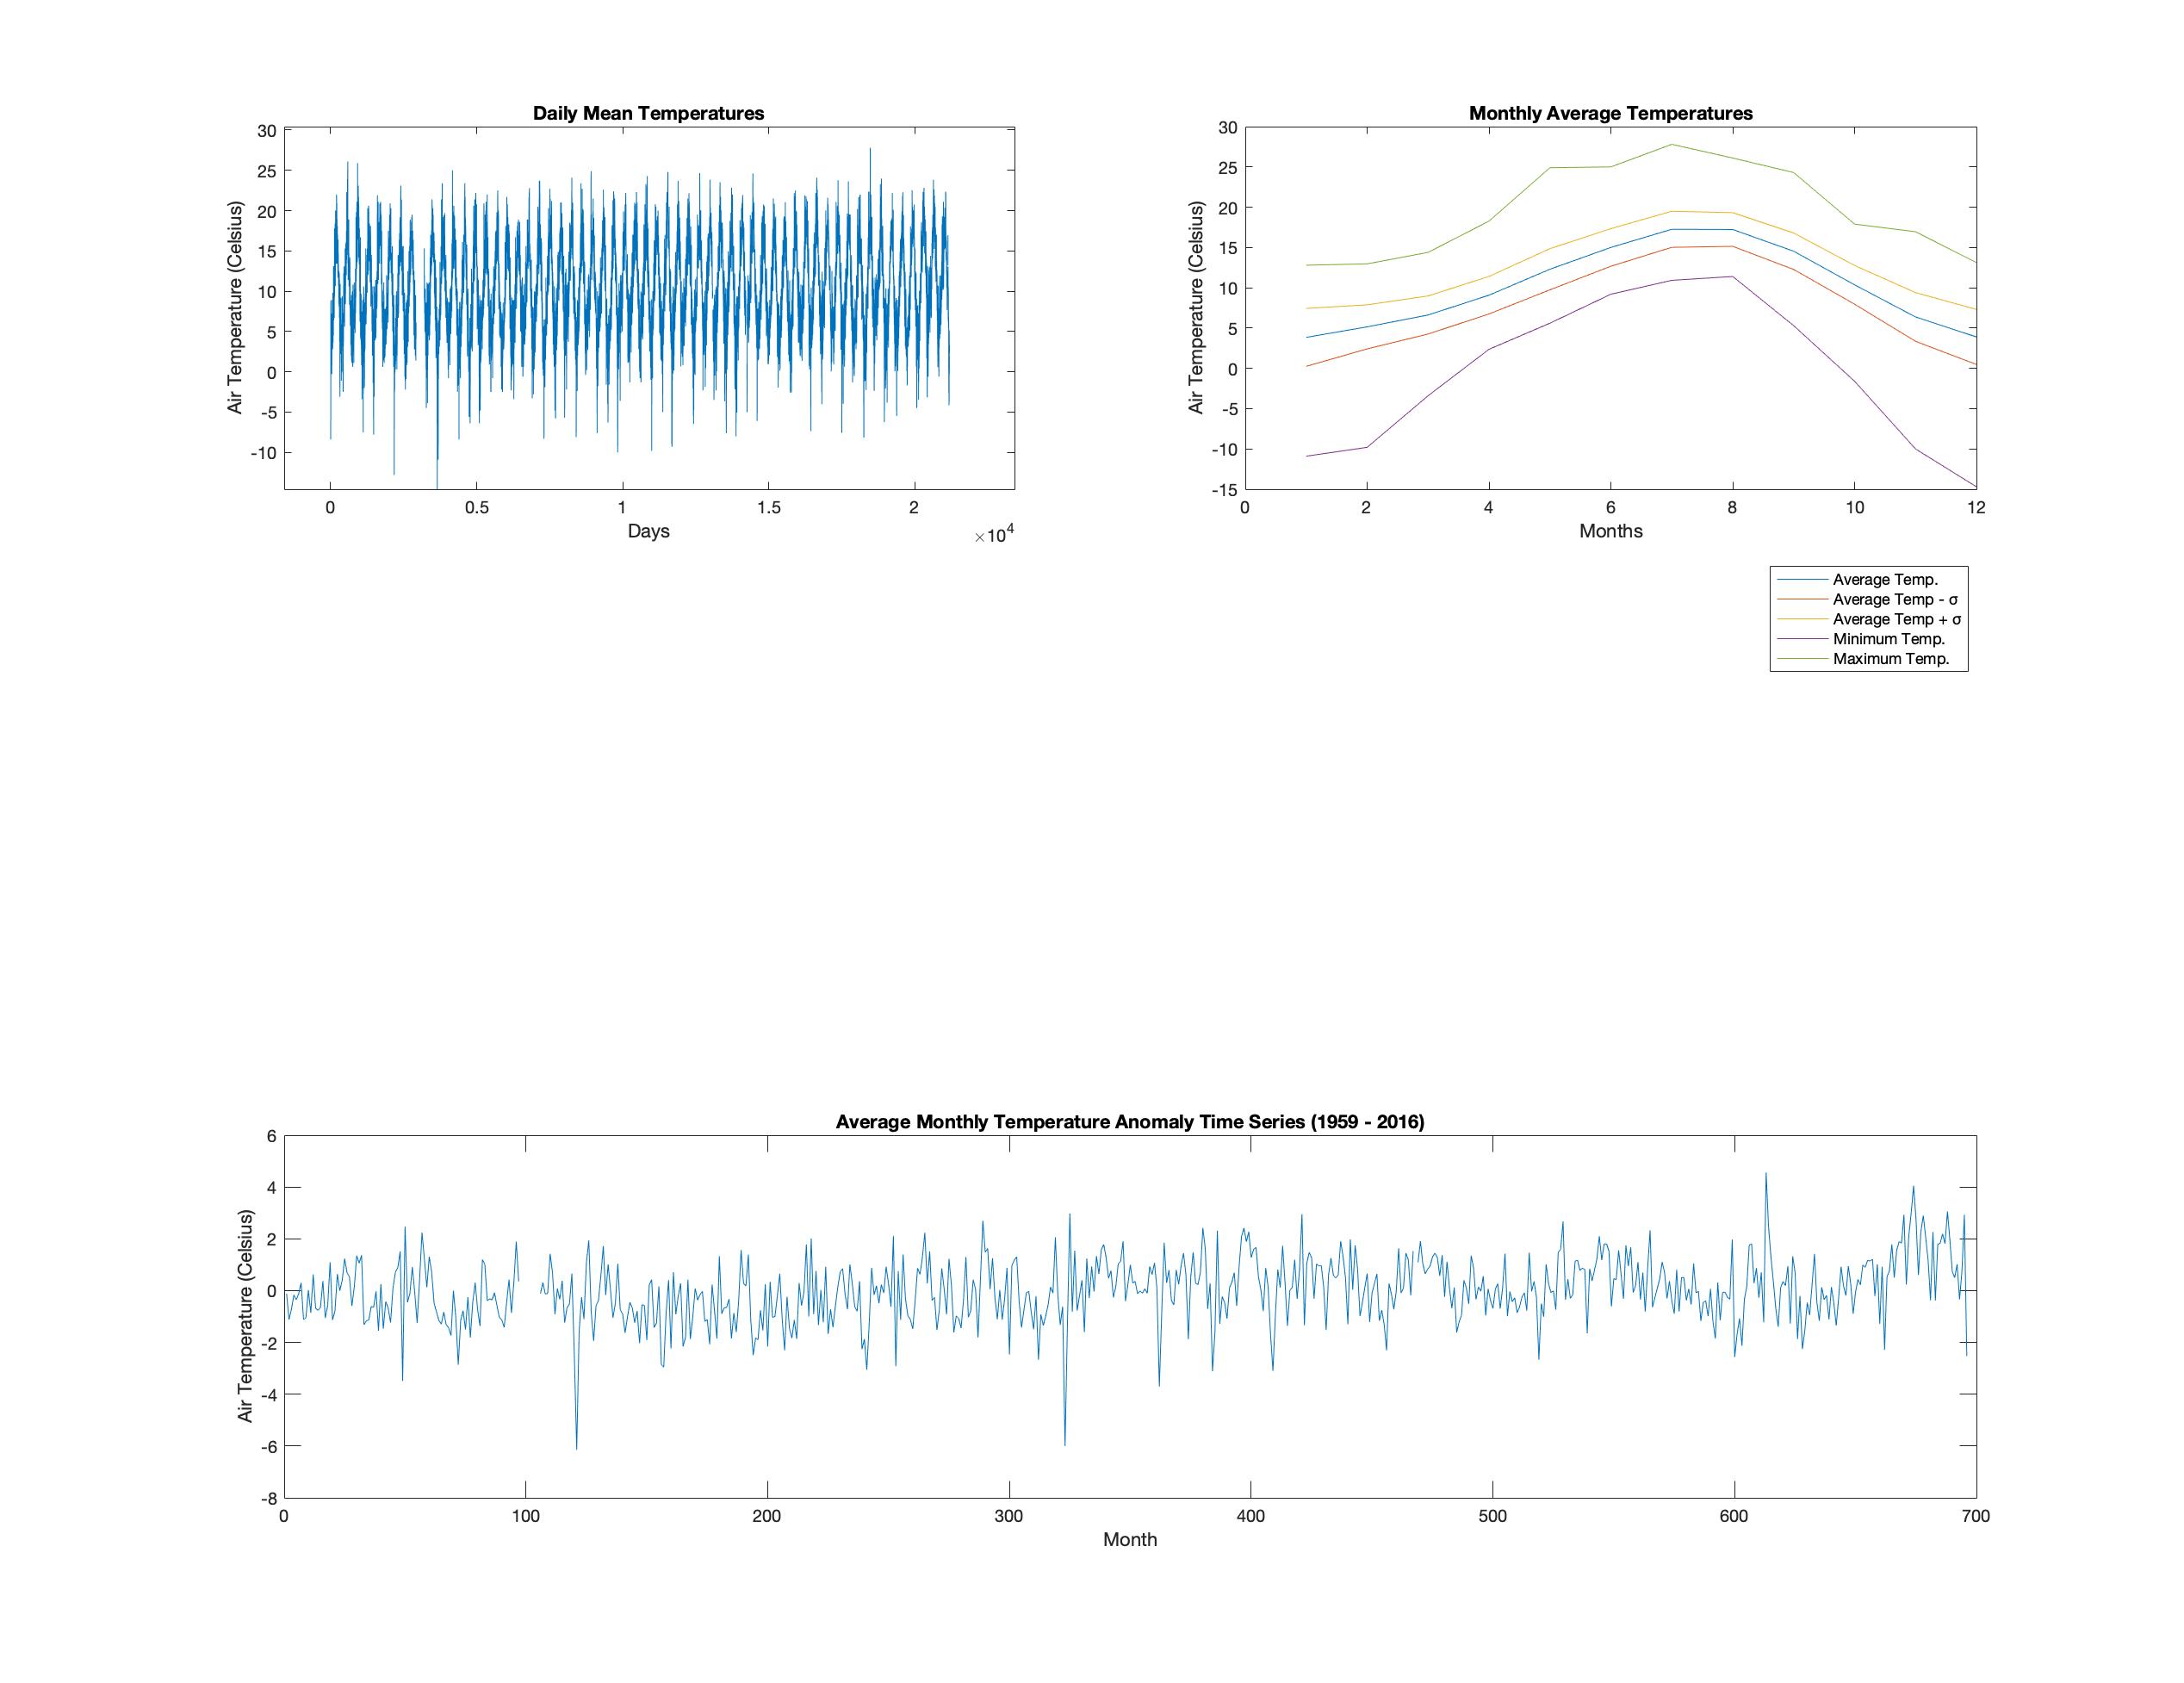 Daily Mean Temperatures
30
25
20
15
10
5
0
-5
-10
Air Temperature (Celsius)
0 0.5 1 1.5 2
Days
×10⁴
Monthly Average Temperatures
30
25
20
15
10
5
0
-5
-10
-15
Air Temperature (Celsius)
0 2 4 6 8 10 12
Months
Average Temp.
Average Temp - σ
Average Temp + σ
Minimum Temp.
Maximum Temp.
Average Monthly Temperature Anomaly Time Series (1959 - 2016)
6
4
2
0
-2
-4
-6
-8
Air Temperature (Celsius)
0 100 200 300 400 500 600 700
Month